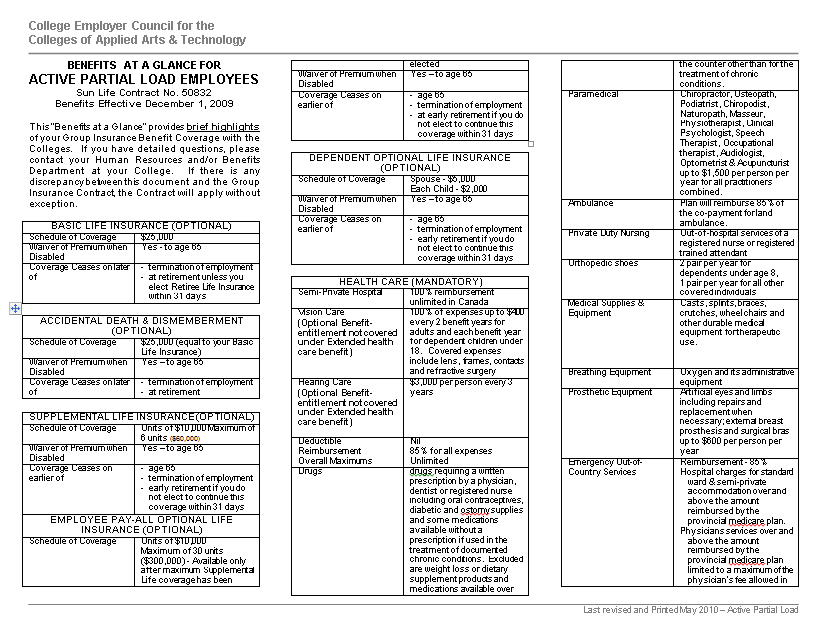 College Employer Council for the
Colleges of Applied Arts & Technology
BENEFITS AT A GLANCE FOR
ACTIVE PARTIAL LOAD EMPLOYEES
Sun Life Contract No. 50832
Benefits Effective December 1, 2009
This "Benefits at a Glance" provides brief highlights
of your Group Insurance Benefit Coverage with the
Colleges. If you have detailed questions, please
contact your Human Resources and/or Benefits
Department at your College. If there is any
discrepancy between this document and the Group
Insurance Contract, the Contract will apply without
exception.
BASIC LIFE INSURANCE (OPTIONAL)
Schedule of Coverage $25,000
Waiver of Premium when Yes - to age 65
Disabled
Coverage Ceases on later - termination of employment
of - at retirement unless you
elect Retiree Life Insurance
within 31 days
ACCIDENTAL DEATH & DISMEMBERMENT
(OPTIONAL)
Schedule of Coverage $25,000 (equal to your Basic
Life Insurance)
Waiver of Premium when Yes – to age 65
Disabled
Coverage Ceases on later - termination of employment
of - at retirement
SUPPLEMENTAL LIFE INSURANCE (OPTIONAL)
Schedule of Coverage Units of $10,000 Maximum of
6 units ($60,000)
Waiver of Premium when Yes – to age 65
Disabled
Coverage Ceases on - age 65
earlier of - termination of employment
- early retirement if you do
not elect to continue this
coverage within 31 days
EMPLOYEE PAY-ALL OPTIONAL LIFE
INSURANCE (OPTIONAL)
Schedule of Coverage Units of $10,000
Maximum of 30 units
($300,000) - Available only
after maximum Supplemental
Life coverage has been
elected
Waiver of Premium when Yes – to age 65
Disabled
Coverage Ceases on - age 65
earlier of - termination of employment
- at early retirement if you do
not elect to continue this
coverage within 31 days
DEPENDENT OPTIONAL LIFE INSURANCE
(OPTIONAL)
Schedule of Coverage Spouse - $5,000
Each Child - $2,000
Waiver of Premium when Yes – to age 65
Disabled
Coverage Ceases on - age 65
earlier of - termination of employment
- early retirement if you do
not elect to continue this
coverage within 31 days
HEALTH CARE (MANDATORY)
Semi-Private Hospital 100% reimbursement
unlimited in Canada
Vision Care 100% of expenses up to $400
(Optional Benefit- every 2 benefit years for
entitlement not covered adults and each benefit year
under Extended health for dependent children under
care benefit) 18. Covered expenses
include lens, frames, contacts
and refractive surgery
Hearing Care $3,000 per person every 3
(Optional Benefit- years
entitlement not covered
under Extended health
care benefit)
Deductible Nil
Reimbursement 85% for all expenses
Overall Maximums Unlimited
Drugs drugs requiring a written
prescription by a physician,
dentist or registered nurse
including oral contraceptives,
diabetic and ostomy supplies
and some medications
available without a
prescription if used in the
treatment of documented
chronic conditions. Excluded
are weight loss or dietary
supplement products and
medications available over
the counter other than for the
treatment of chronic
conditions.
Paramedical Chiropractor, Osteopath,
Podiatrist, Chiropodist,
Naturopath, Masseur,
Physiotherapist, Clinical
Psychologist, Speech
Therapist, Occupational
therapist, Audiologist,
Optometrist & Acupuncturist
up to $1,500 per person per
year for all practitioners
combined.
Ambulance Plan will reimburse 85% of
the co-payment for land
ambulance.
Private Duty Nursing Out-of-hospital services of a
registered nurse or registered
trained attendant
Orthopedic shoes 2 pair per year for
dependents under age 8,
1 pair per year for all other
covered individuals
Medical Supplies & Casts, splints, braces,
Equipment crutches, wheel chairs and
other durable medical
equipment for therapeutic
use.
Breathing Equipment Oxygen and its administrative
equipment
Prosthetic Equipment Artificial eyes and limbs
including repairs and
replacement when
necessary; external breast
prosthesis and surgical bras
up to $600 per person per
year
Emergency Out-of- Reimbursement - 85%
Country Services Hospital charges for standard
ward & semi-private
accommodation over and
above the amount
reimbursed by the
provincial medicare plan.
Physicians services over and
above the amount
reimbursed by the
provincial medicare plan
limited to a maximum of the
physician's fee allowed in
Last revised and Printed May 2010 – Active Partial Load